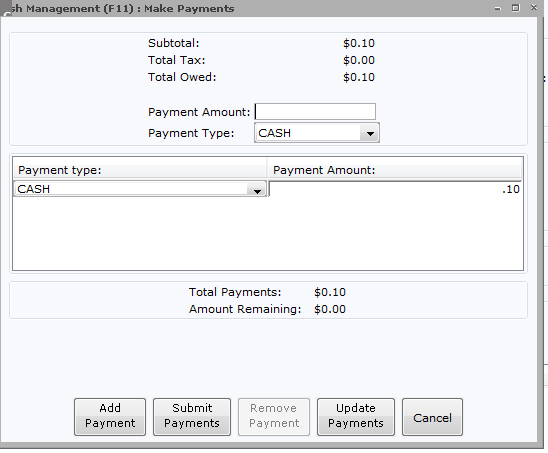 sh Management (F11) : Make Payments
Subtotal: $0.10
Total Tax: $0.00
Total Owed: $0.10
Payment Amount:
Payment Type: CASH
Payment type: Payment Amount:
CASH .10
Total Payments: $0.10
Amount Remaining: $0.00
Add Payment
Submit Payments
Remove Payment
Update Payments
Cancel